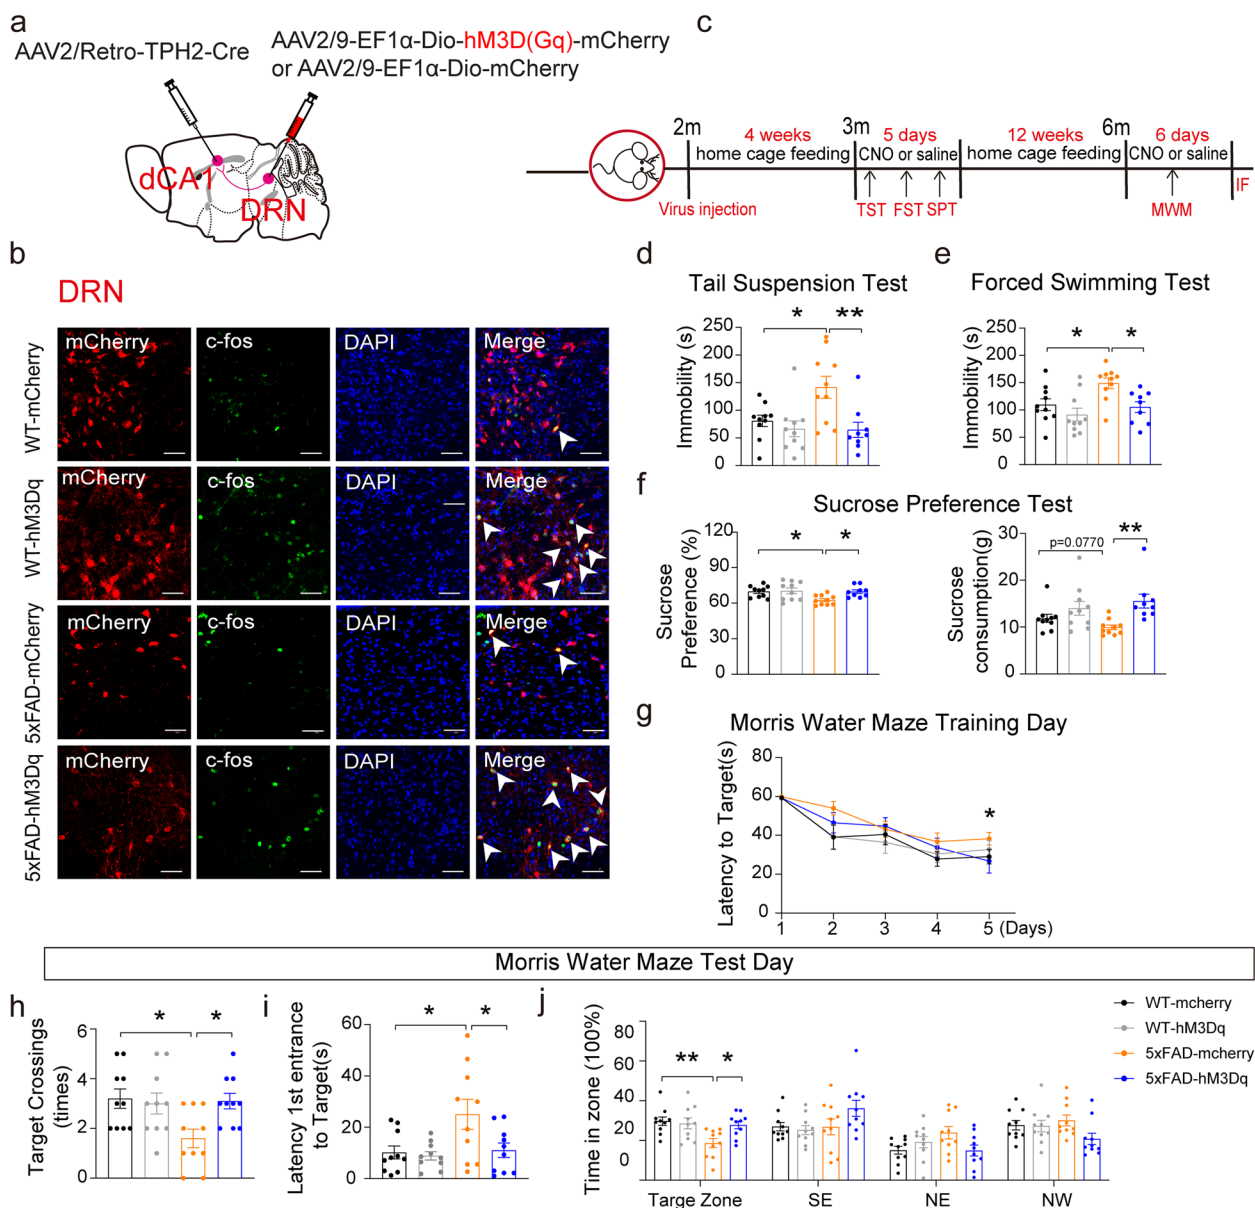 a
AAV2/Retro-TPH2-Cre
AAV2/9-EF1α-Dio-hM3D(Gq)-mCherry
or AAV2/9-EF1α-Dio-mCherry
dCA1
DRN
c
2m
4 weeks
home cage feeding
3m
5 days
CNO or saline
12 weeks
home cage feeding
6m
6 days
CNO or saline
Virus injection
TST
FST
SPT
MWM
IF
b
DRN
WT-mCherry
mCherry
c-fos
DAPI
Merge
WT-hM3Dq
mCherry
c-fos
DAPI
Merge
5xFAD-mCherry
mCherry
c-fos
DAPI
Merge
5xFAD-hM3Dq
mCherry
c-fos
DAPI
Merge
d
Tail Suspension Test
Immobility (s)
250
200
150
100
50
0
*
**
e
Forced Swimming Test
Immobility (s)
250
200
150
100
50
0
*
*
f
Sucrose Preference Test
Sucrose
Preference (%)
120
90
60
30
0
*
*
Sucrose
consumption(g)
30
20
10
0
p=0.0770
**
g
Morris Water Maze Training Day
Latency to Target(s)
80
60
40
20
0
*
1 2 3 4 5 (Days)
Morris Water Maze Test Day
h
Target Crossings
(times)
6
4
2
0
*
*
i
Latency 1st entrance
to Target(s)
60
40
20
0
*
*
j
Time in zone (100%)
80
60
40
20
0
**
*
Targe Zone
SE
NE
NW
WT-mcherry
WT-hM3Dq
5xFAD-mcherry
5xFAD-hM3Dq